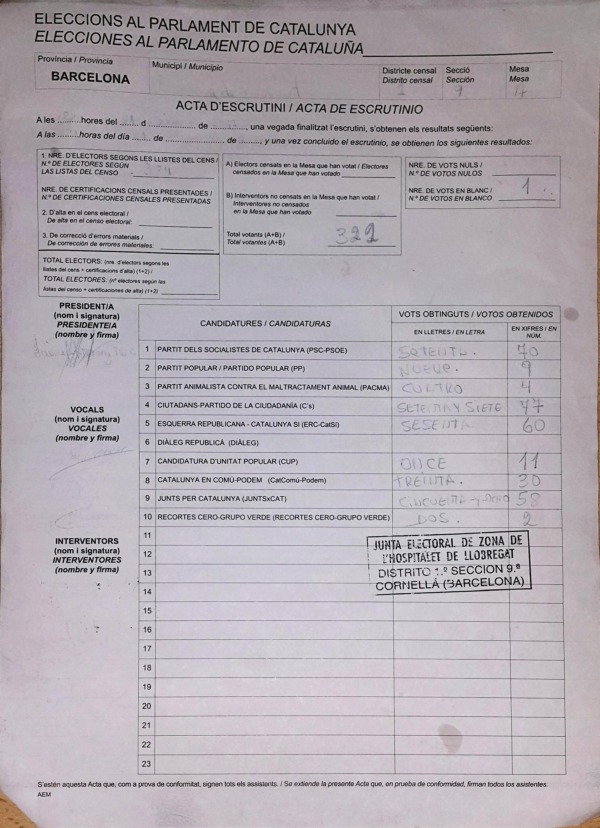 ELECCIONS AL PARLAMENT DE CATALUNYA
ELECCIONES AL PARLAMENTO DE CATALUÑA
Província / Provincia
BARCELONA
Municipi / Municipio
Districte censal
Distrito censal
Secció
Sección
Mesa
Mesa
ACTA D'ESCRUTINI / ACTA DE ESCRUTINIO
A les .......... hores del ..... d ................ de ........, una vegada finalitzat l'escrutini, s'obtenen els resultats següents:
A las .......... horas del día ..... de ................ de ........, y una vez concluido el escrutinio, se obtienen los siguientes resultados:
1. NRE. D'ELECTORS SEGONS LES LLISTES DEL CENS /
N.º DE ELECTORES SEGÚN
LAS LISTAS DEL CENSO
NRE. DE CERTIFICACIONS CENSALS PRESENTADES /
N.º DE CERTIFICACIONES CENSALES PRESENTADAS
2. D'alta en el cens electoral /
De alta en el censo electoral:
3. De correcció d'errors materials /
De corrección de errores materiales:
TOTAL ELECTORS: (nre. d'electors segons les
llistes del cens + certificacions d'alta) (1+2) /
TOTAL ELECTORES: (nº electores según las
listas del censo + certificaciones de alta) (1+2)
A) Electors censats en la Mesa que han votat / Electores
censados en la Mesa que han votado
B) Interventors no censats en la Mesa que han votat /
Interventores no censados
en la Mesa que han votado
Total votants (A+B) /
Total votantes (A+B)
322
NRE. DE VOTS NULS /
N.º DE VOTOS NULOS
NRE. DE VOTS EN BLANC /
N.º DE VOTOS EN BLANCO
1
PRESIDENT/A
(nom i signatura)
PRESIDENTE/A
(nombre y firma)
VOCALS
(nom i signatura)
VOCALES
(nombre y firma)
INTERVENTORS
(nom i signatura)
INTERVENTORES
(nombre y firma)
CANDIDATURES / CANDIDATURAS
VOTS OBTINGUTS / VOTOS OBTENIDOS
EN LLETRES / EN LETRA
EN XIFRES / EN NÚM.
1 PARTIT DELS SOCIALISTES DE CATALUNYA (PSC-PSOE) SETENTA. 70
2 PARTIT POPULAR / PARTIDO POPULAR (PP) NUEVE. 9
3 PARTIT ANIMALISTA CONTRA EL MALTRACTAMENT ANIMAL (PACMA) CUATRO 4
4 CIUTADANS-PARTIDO DE LA CIUDADANÍA (C's) SETENTA Y SIETE 77
5 ESQUERRA REPUBLICANA - CATALUNYA SÍ (ERC-CatSí) SESENTA. 60
6 DIÀLEG REPUBLICÀ (DIÀLEG)
7 CANDIDATURA D'UNITAT POPULAR (CUP) ONCE 11
8 CATALUNYA EN COMÚ-PODEM (CatComú-Podem) TREINTA. 30
9 JUNTS PER CATALUNYA (JUNTSxCAT) CINCUENTA Y OCHO 58
10 RECORTES CERO-GRUPO VERDE (RECORTES CERO-GRUPO VERDE) DOS. 2
11
12
13
14
15
16
17
18
19
20
21
22
23
JUNTA ELECTORAL DE ZONA DE
L'HOSPITALET DE LLOBREGAT
DISTRITO 1.º SECCION 9.ª
CORNELLÁ (BARCELONA)
S'estén aquesta Acta que, com a prova de conformitat, signen tots els assistents. / Se extiende la presente Acta que, en prueba de conformidad, firman todos los asistentes.
AEM